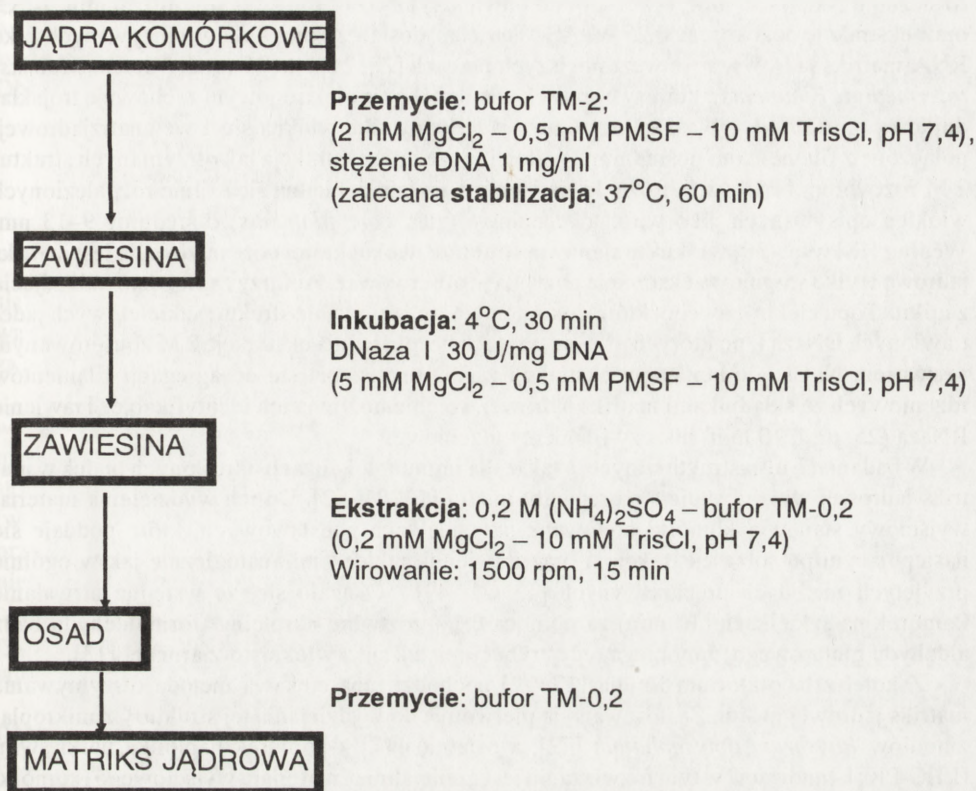 JĄDRA KOMÓRKOWE
Przemycie: bufor TM-2;
(2 mM MgCl₂ – 0,5 mM PMSF – 10 mM TrisCl, pH 7,4),
stężenie DNA 1 mg/ml
(zalecana stabilizacja: 37°C, 60 min)
ZAWIESINA
Inkubacja: 4°C, 30 min
DNaza I 30 U/mg DNA
(5 mM MgCl₂ – 0,5 mM PMSF – 10 mM TrisCl, pH 7,4)
ZAWIESINA
Ekstrakcja: 0,2 M (NH₄)₂SO₄ – bufor TM-0,2
(0,2 mM MgCl₂ – 10 mM TrisCl, pH 7,4)
Wirowanie: 1500 rpm, 15 min
OSAD
Przemycie: bufor TM-0,2
MATRIKS JĄDROWA